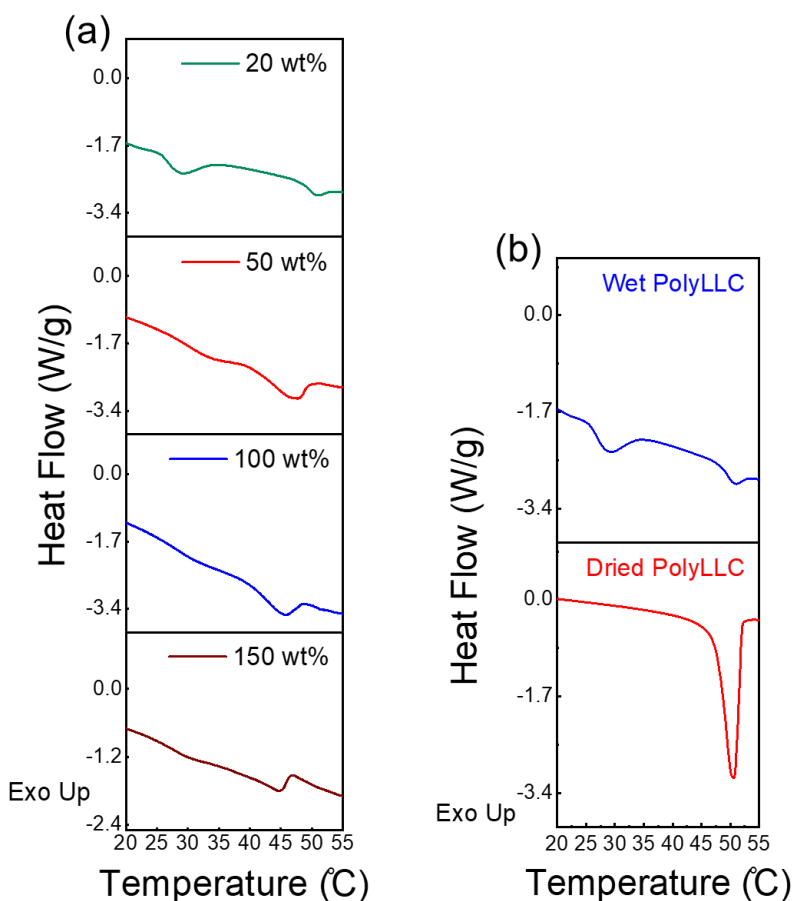 (a)
20 wt%
0.0
-1.7
-3.4
50 wt%
0.0
-1.7
-3.4
100 wt%
0.0
-1.7
-3.4
150 wt%
0.0
-1.2
-2.4
Heat Flow (W/g)
Exo Up
20 25 30 35 40 45 50 55
Temperature (℃)
(b)
Wet PolyLLC
0.0
-1.7
-3.4
Dried PolyLLC
0.0
-1.7
-3.4
Heat Flow (W/g)
Exo Up
20 25 30 35 40 45 50 55
Temperature (℃)